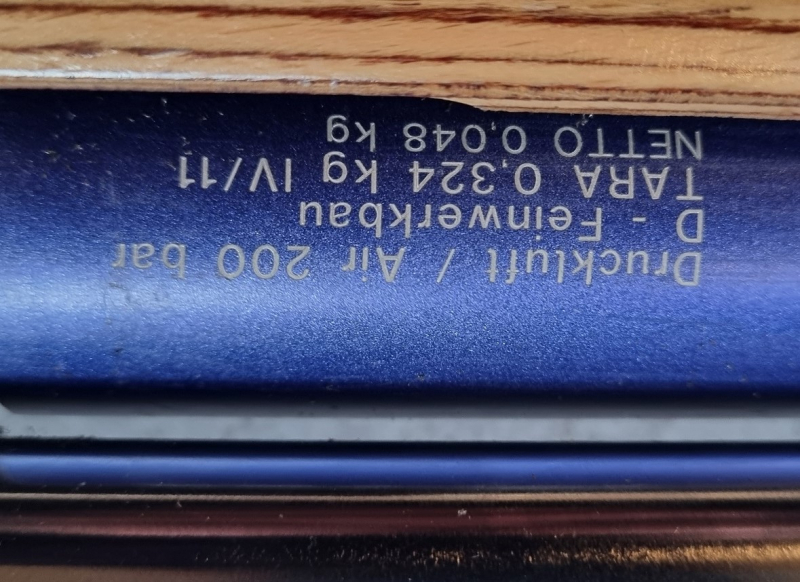 Druckluft / Air 200 bar
D - Feinwerkbau
TARA 0,324 kg IV/11
NETTO 0,048 kg